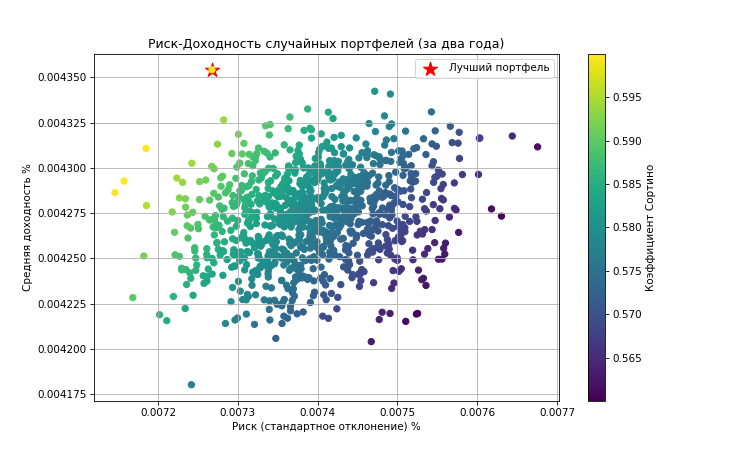 Риск-Доходность случайных портфелей (за два года)
Лучший портфель
0.004350
0.004325
0.004300
0.004275
0.004250
0.004225
0.004200
0.004175
Средняя доходность %
0.0072 0.0073 0.0074 0.0075 0.0076 0.0077
Риск (стандартное отклонение) %
0.595
0.590
0.585
0.580
0.575
0.570
0.565
Коэффициент Сортино